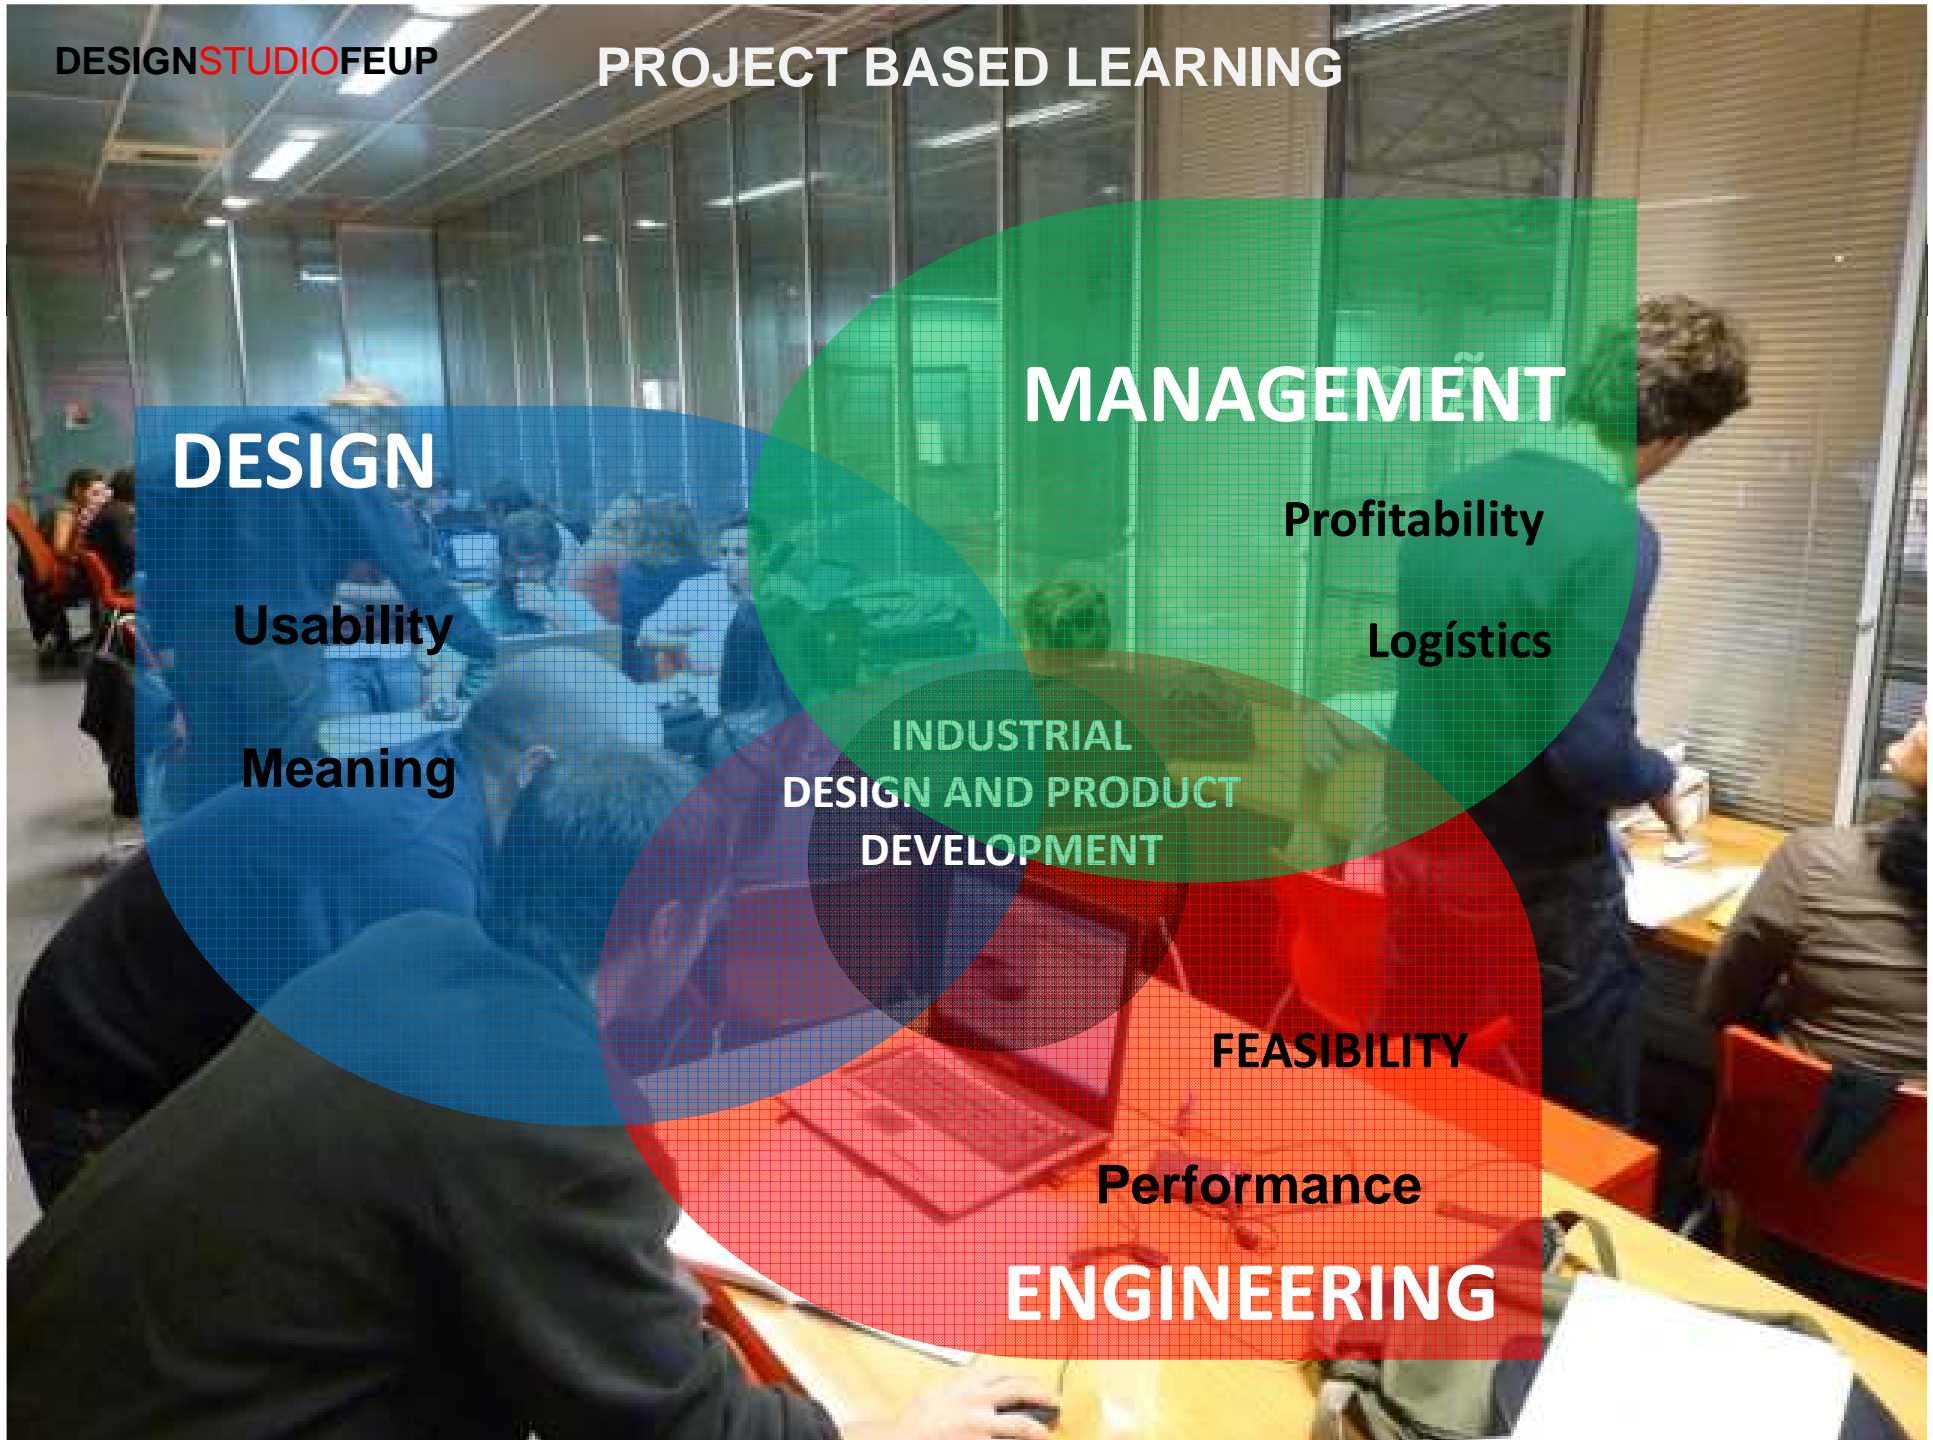 DESIGNSTUDIOFEUP
PROJECT BASED LEARNING
MANAGEMENT
Profitability
Logístics
DESIGN
Usability
Meaning
INDUSTRIAL
DESIGN AND PRODUCT
DEVELOPMENT
FEASIBILITY
Performance
ENGINEERING